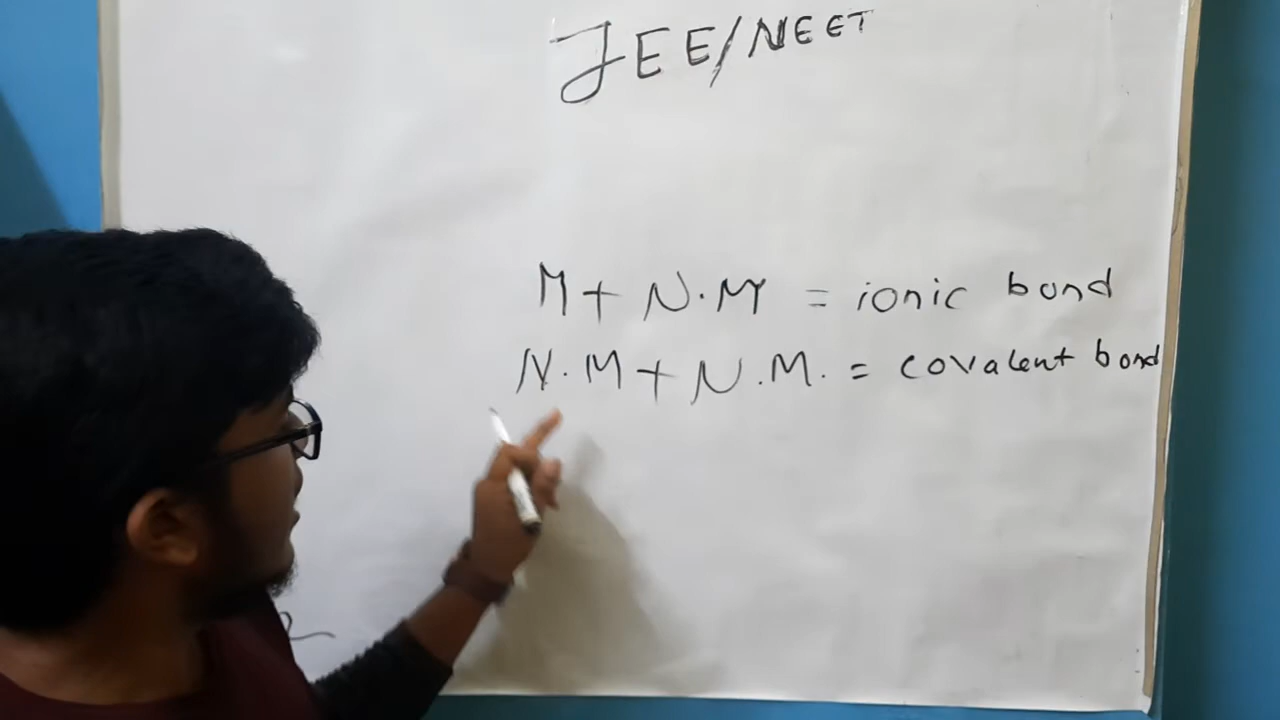 JEE/NEET
M+ N.M = ionic bond
N.M + N.M. = covalent bond